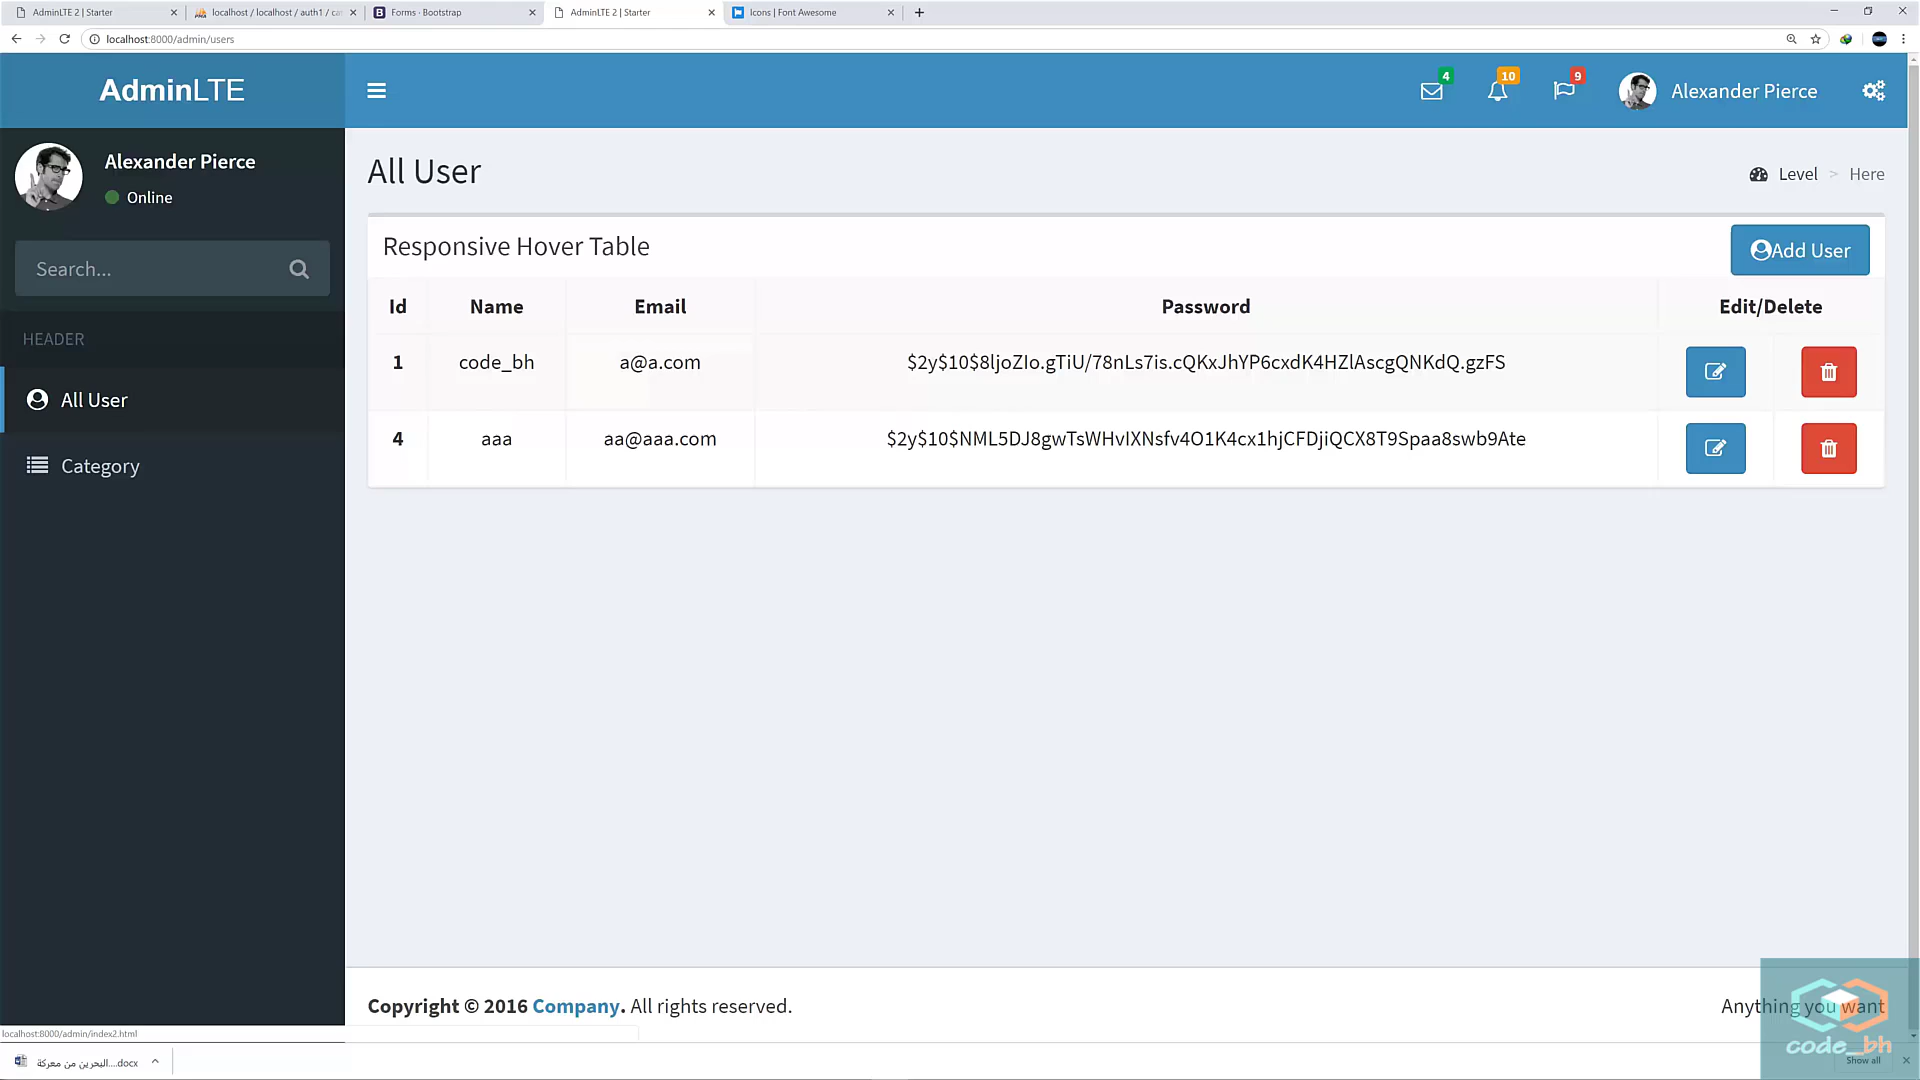 AdminLTE 2 | Starter
localhost / localhost / auth1 / ca
Forms · Bootstrap
AdminLTE 2 | Starter
Icons | Font Awesome
localhost:8000/admin/users
AdminLTE
4
10
9
Alexander Pierce
Alexander Pierce
Online
All User
Level > Here
Search...
Responsive Hover Table
Add User
HEADER
All User
Category
Id Name Email Password Edit/Delete
1 code_bh a@a.com $2y$10$8ljoZIo.gTiU/78nLs7is.cQKxJhYP6cxdK4HZlAscgQNKdQ.gzFS
4 aaa aa@aaa.com $2y$10$NML5DJ8gwTsWHvIXNsfv4O1K4cx1hjCFDjiQCX8T9Spaa8swb9Ate
Copyright © 2016 Company. All rights reserved.
Anything you want
localhost:8000/admin/index2.html
البحرين من معركة....docx
code_bh
Show all